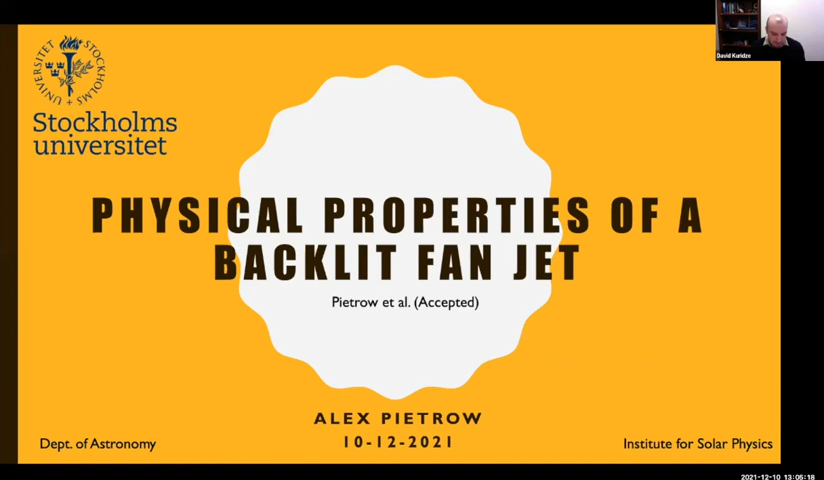 David Kuridze
STOCKHOLMS
UNIVERSITET
Stockholms
universitet
PHYSICAL PROPERTIES OF A
BACKLIT FAN JET
Pietrow et al. (Accepted)
ALEX PIETROW
10-12-2021
Dept. of Astronomy
Institute for Solar Physics
2021-12-10 13:05:18